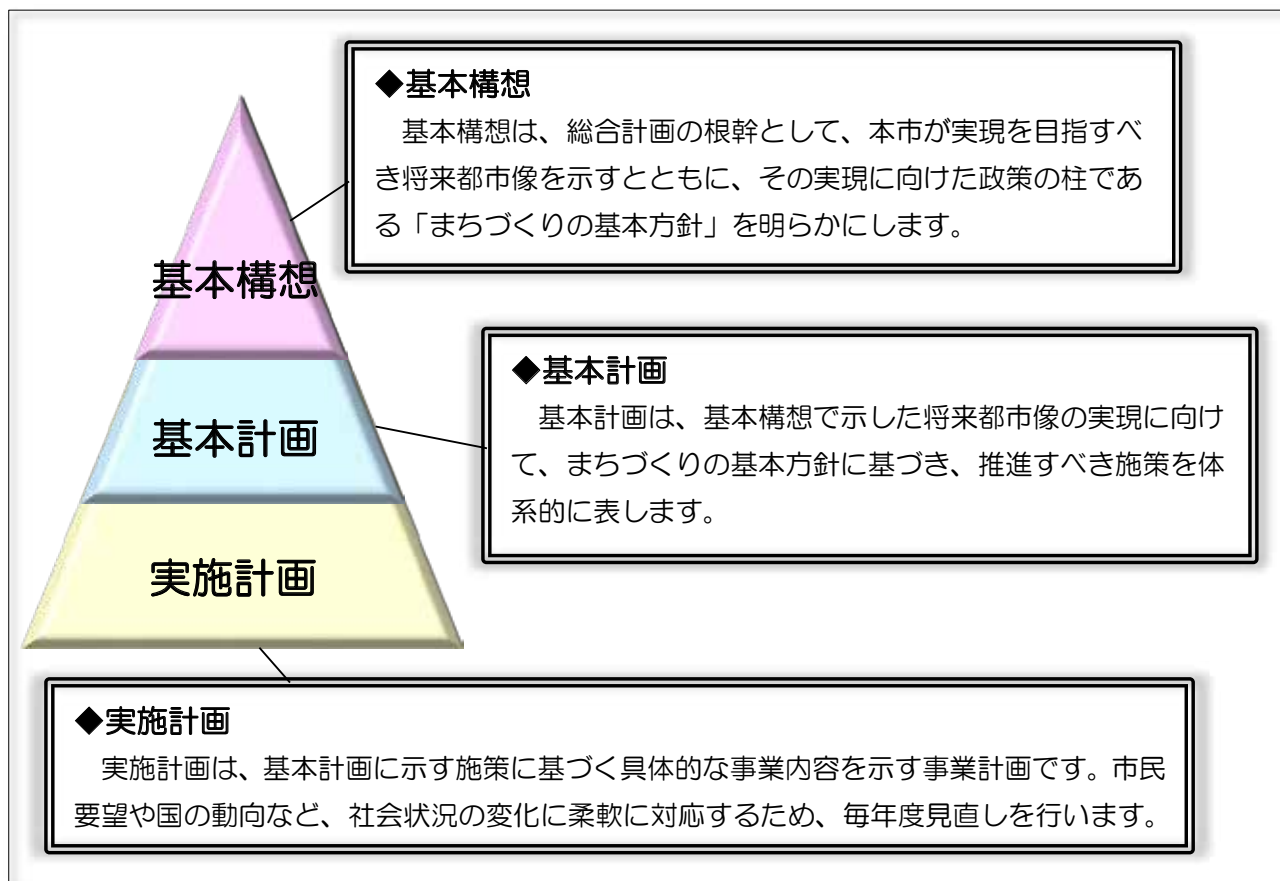 ◆基本構想
基本構想は、総合計画の根幹として、本市が実現を目指すべ
き将来都市像を示すとともに、その実現に向けた政策の柱であ
る「まちづくりの基本方針」を明らかにします。
基本構想
◆基本計画
基本計画は、基本構想で示した将来都市像の実現に向け
て、まちづくりの基本方針に基づき、推進すべき施策を体
系的に表します。
基本計画
実施計画
◆実施計画
実施計画は、基本計画に示す施策に基づく具体的な事業内容を示す事業計画です。市民
要望や国の動向など、社会状況の変化に柔軟に対応するため、毎年度見直しを行います。